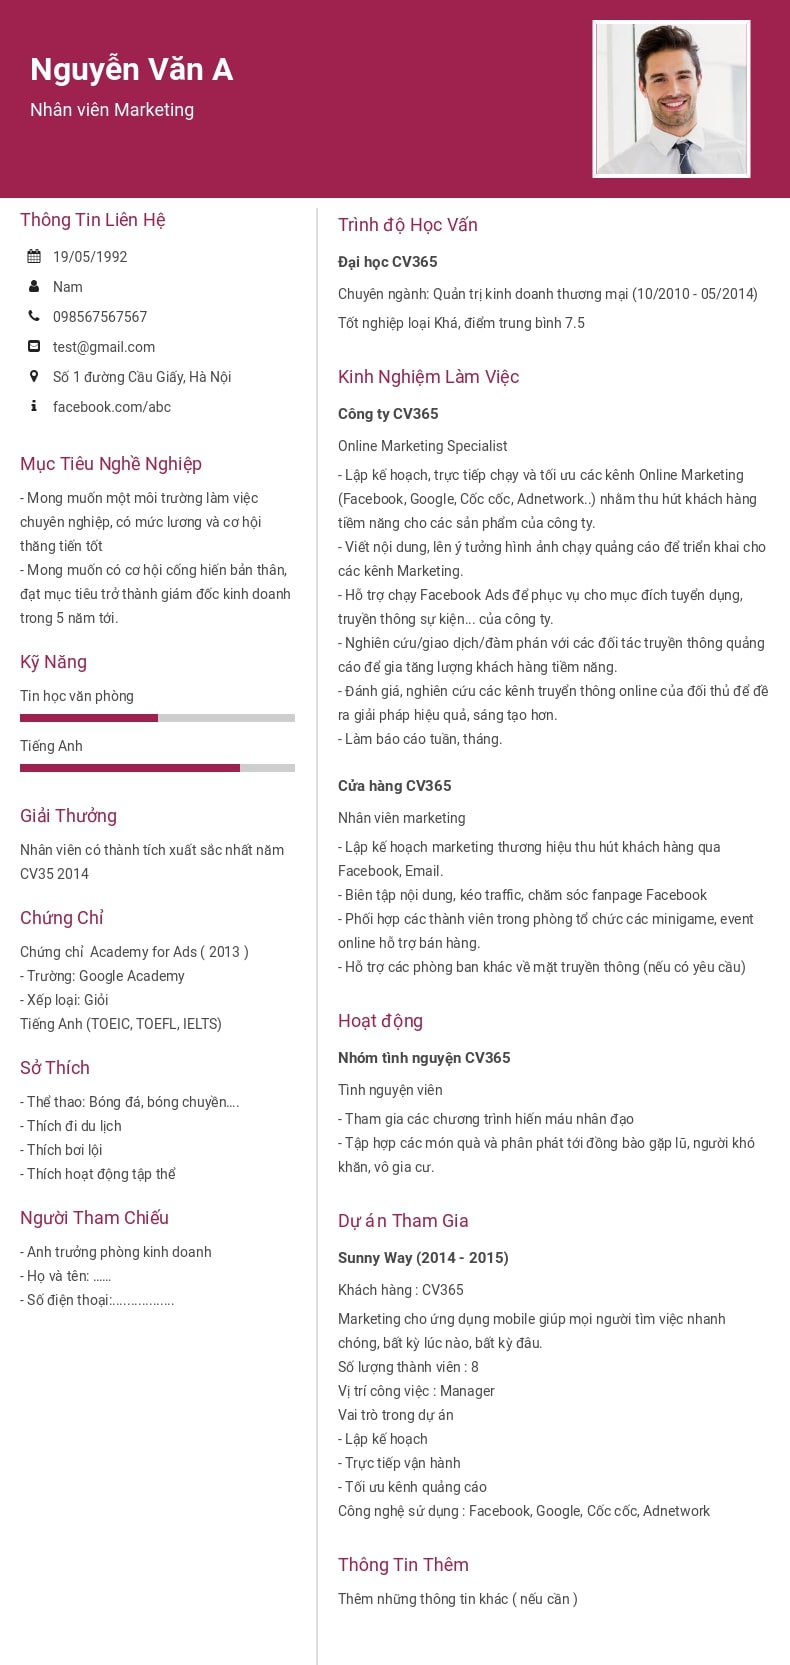 Nguyễn Văn A
Nhân viên Marketing
Thông Tin Liên Hệ
19/05/1992
Nam
098567567567
test@gmail.com
Số 1 đường Cầu Giấy, Hà Nội
facebook.com/abc
Mục Tiêu Nghề Nghiệp
- Mong muốn một môi trường làm việc
chuyên nghiệp, có mức lương và cơ hội
thăng tiến tốt
- Mong muốn có cơ hội cống hiến bản thân,
đạt mục tiêu trở thành giám đốc kinh doanh
trong 5 năm tới.
Kỹ Năng
Tin học văn phòng
Tiếng Anh
Giải Thưởng
Nhân viên có thành tích xuất sắc nhất năm
CV35 2014
Chứng Chỉ
Chứng chỉ  Academy for Ads ( 2013 )
- Trường: Google Academy
- Xếp loại: Giỏi
Tiếng Anh (TOEIC, TOEFL, IELTS)
Sở Thích
- Thể thao: Bóng đá, bóng chuyền....
- Thích đi du lịch
- Thích bơi lội
- Thích hoạt động tập thể
Người Tham Chiếu
- Anh trưởng phòng kinh doanh
- Họ và tên: ......
- Số điện thoại:.................
Trình độ Học Vấn
Đại học CV365
Chuyên ngành: Quản trị kinh doanh thương mại (10/2010 - 05/2014)
Tốt nghiệp loại Khá, điểm trung bình 7.5
Kinh Nghiệm Làm Việc
Công ty CV365
Online Marketing Specialist
- Lập kế hoạch, trực tiếp chạy và tối ưu các kênh Online Marketing
(Facebook, Google, Cốc cốc, Adnetwork..) nhằm thu hút khách hàng
tiềm năng cho các sản phẩm của công ty.
- Viết nội dung, lên ý tưởng hình ảnh chạy quảng cáo để triển khai cho
các kênh Marketing.
- Hỗ trợ chạy Facebook Ads để phục vụ cho mục đích tuyển dụng,
truyền thông sự kiện... của công ty.
- Nghiên cứu/giao dịch/đàm phán với các đối tác truyền thông quảng
cáo để gia tăng lượng khách hàng tiềm năng.
- Đánh giá, nghiên cứu các kênh truyển thông online của đối thủ để đề
ra giải pháp hiệu quả, sáng tạo hơn.
- Làm báo cáo tuần, tháng.
Cửa hàng CV365
Nhân viên marketing
- Lập kế hoạch marketing thương hiệu thu hút khách hàng qua
Facebook, Email.
- Biên tập nội dung, kéo traffic, chăm sóc fanpage Facebook
- Phối hợp các thành viên trong phòng tổ chức các minigame, event
online hỗ trợ bán hàng.
- Hỗ trợ các phòng ban khác về mặt truyền thông (nếu có yêu cầu)
Hoạt động
Nhóm tình nguyện CV365
Tình nguyện viên
- Tham gia các chương trình hiến máu nhân đạo
- Tập hợp các món quà và phân phát tới đồng bào gặp lũ, người khó
khăn, vô gia cư.
Dự án Tham Gia
Sunny Way (2014 - 2015)
Khách hàng : CV365
Marketing cho ứng dụng mobile giúp mọi người tìm việc nhanh
chóng, bất kỳ lúc nào, bất kỳ đâu.
Số lượng thành viên : 8
Vị trí công việc : Manager
Vai trò trong dự án
- Lập kế hoạch
- Trực tiếp vận hành
- Tối ưu kênh quảng cáo
Công nghệ sử dụng : Facebook, Google, Cốc cốc, Adnetwork
Thông Tin Thêm
Thêm những thông tin khác ( nếu cần )